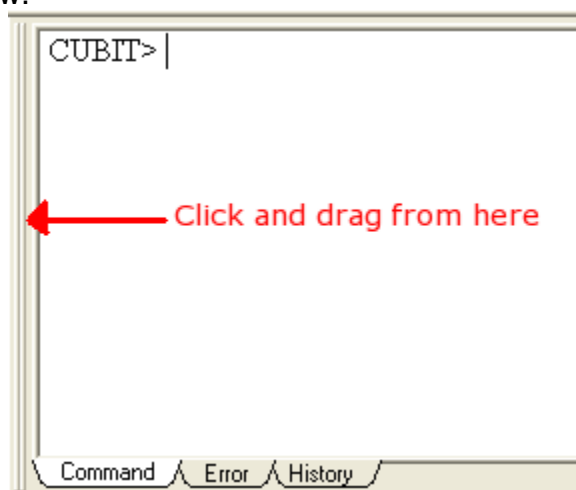 w.
CUBIT>
Click and drag from here
Command Error History